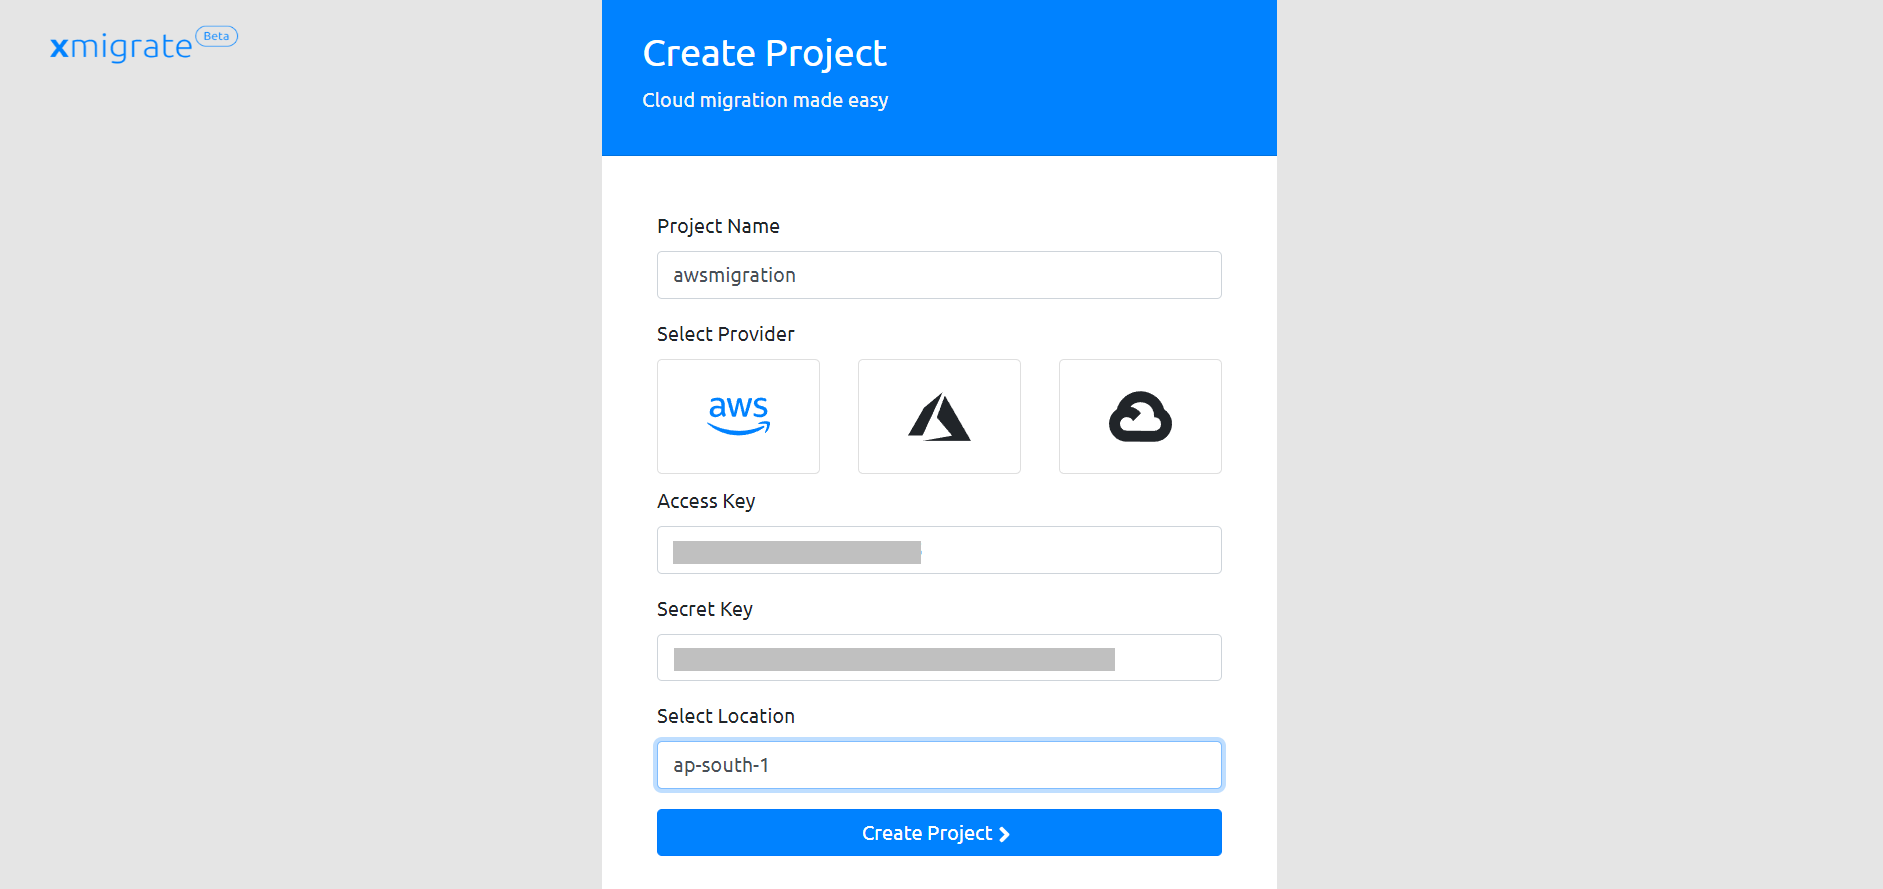 xmigrate Beta
Create Project
Cloud migration made easy
Project Name
awsmigration
Select Provider
aws
Access Key
Secret Key
Select Location
ap-south-1
Create Project